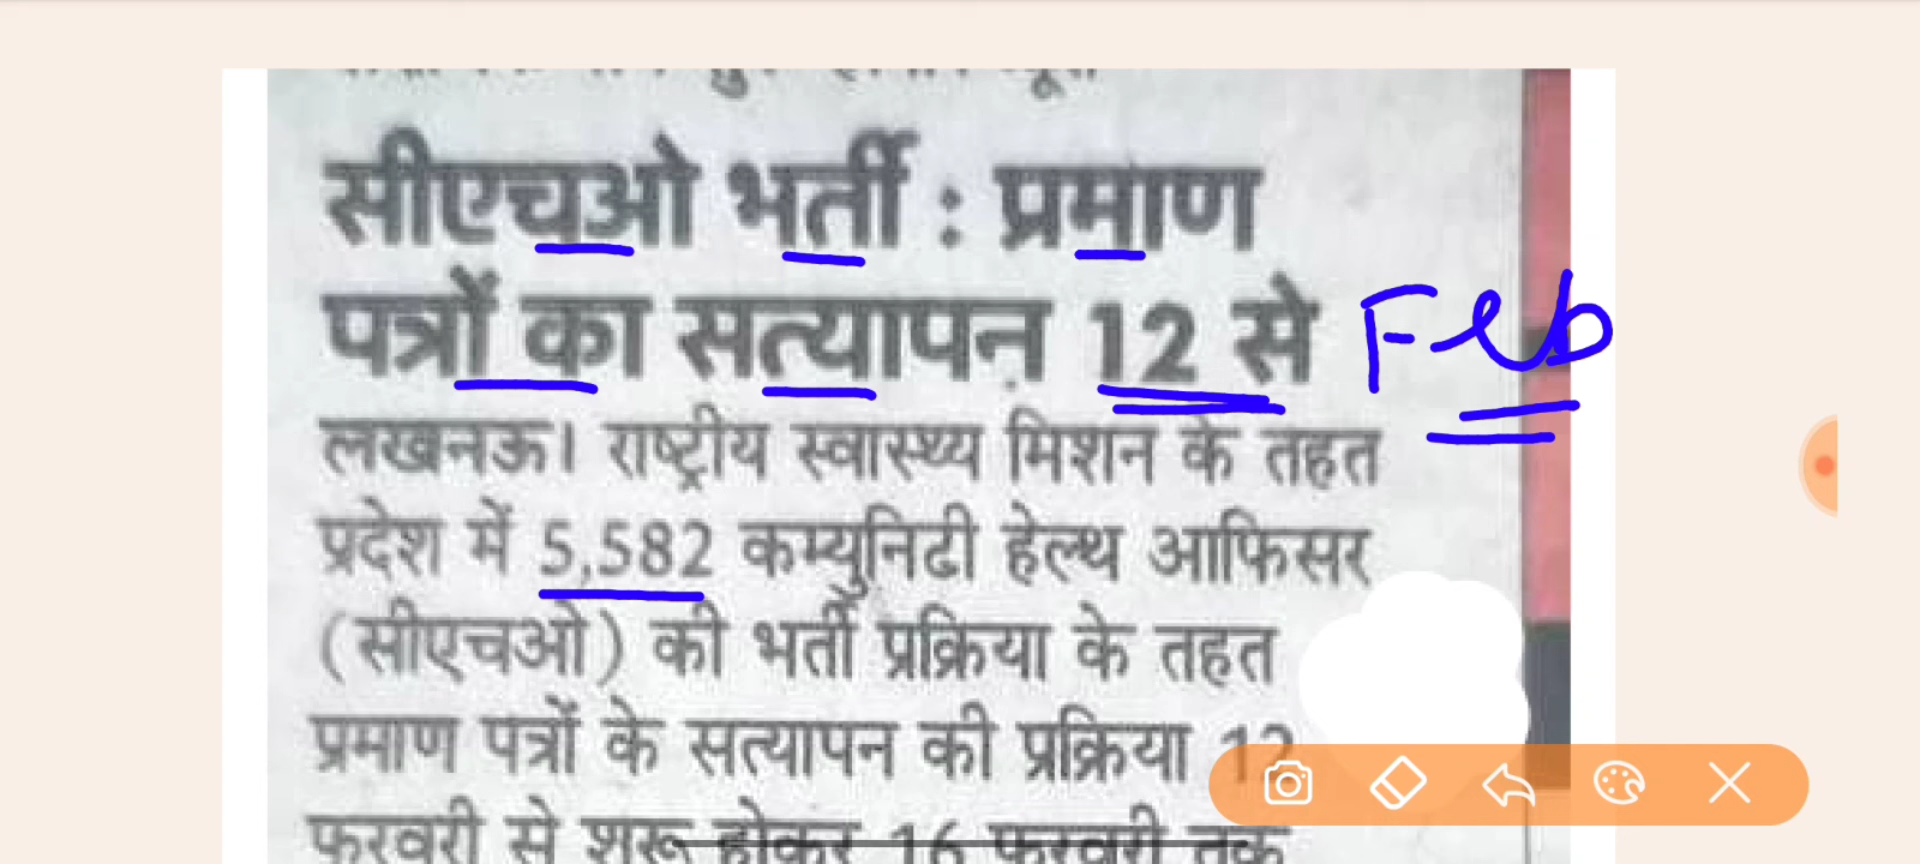 सीएचओ भर्ती : प्रमाण
पत्रों का सत्यापन 12 से Feb
लखनऊ। राष्ट्रीय स्वास्थ्य मिशन के तहत
प्रदेश में 5,582 कम्युनिटी हेल्थ आफिसर
(सीएचओ) की भर्ती प्रक्रिया के तहत
प्रमाण पत्रों के सत्यापन की प्रक्रिया 12
फरवरी से शुरू होकर 16 फरवरी तक